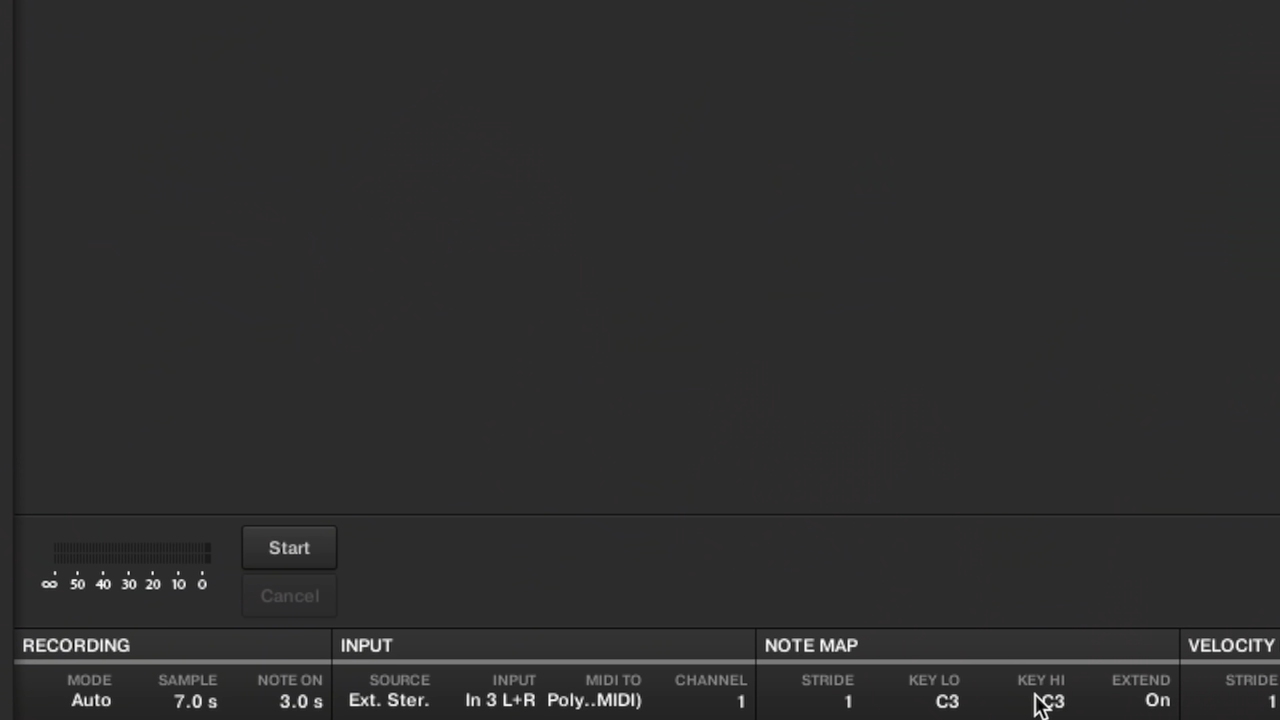 Start
∞ 50 40 30 20 10 0
Cancel
RECORDING INPUT NOTE MAP VELOCITY
MODE SAMPLE NOTE ON SOURCE INPUT MIDI TO CHANNEL STRIDE KEY LO KEY HI EXTEND STRIDE
Auto 7.0 s 3.0 s Ext. Ster. In 3 L+R Poly..MIDI) 1 1 C3 C3 On 1